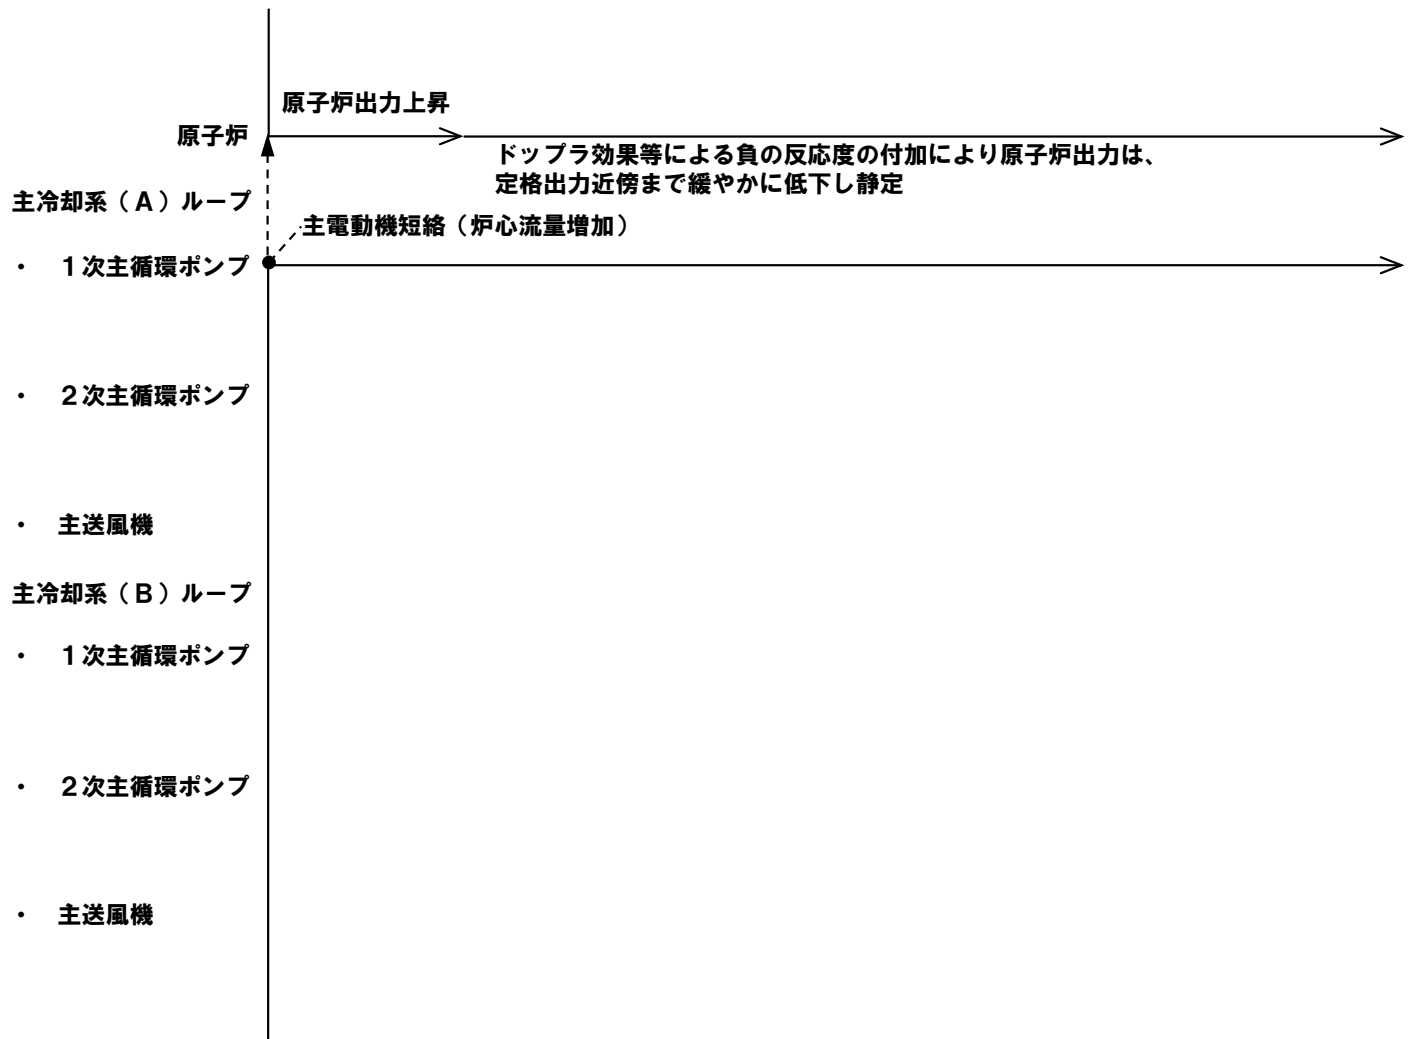 原子炉出力上昇
原子炉
ドップラ効果等による負の反応度の付加により原子炉出力は、
定格出力近傍まで緩やかに低下し静定
主冷却系（Ａ）ループ
主電動機短絡（炉心流量増加）
・　１次主循環ポンプ
・　２次主循環ポンプ
・　主送風機
主冷却系（Ｂ）ループ
・　１次主循環ポンプ
・　２次主循環ポンプ
・　主送風機